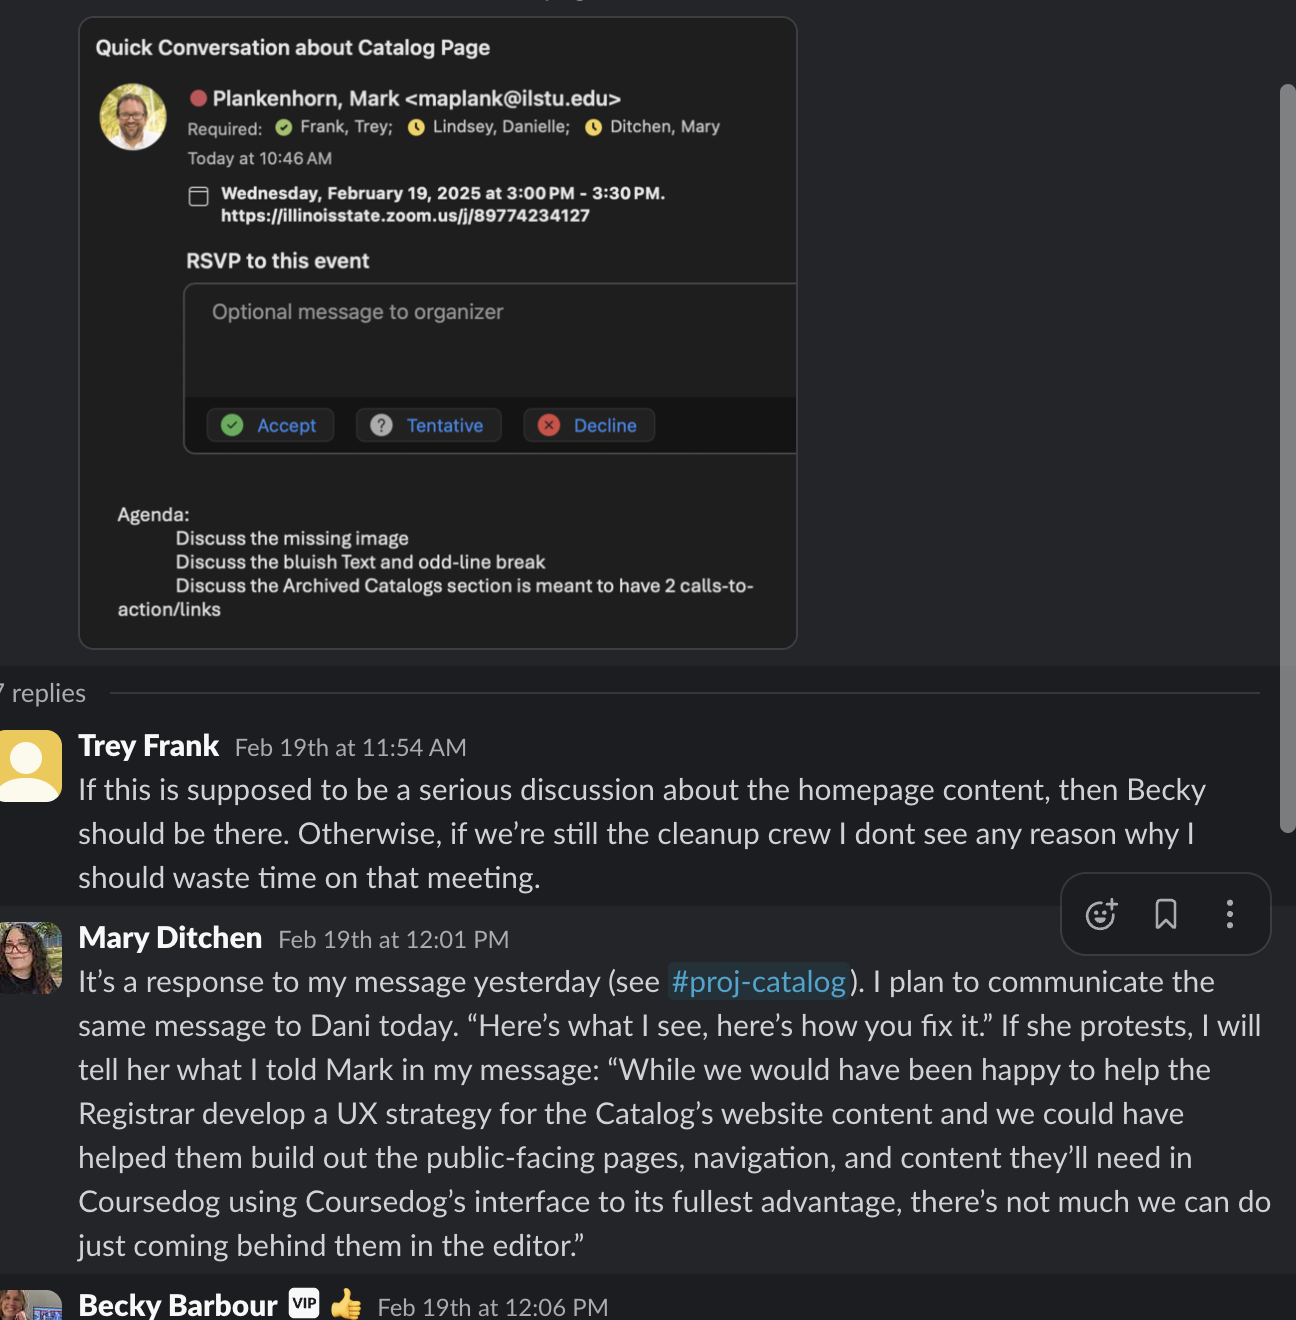 Quick Conversation about Catalog Page
Plankenhorn, Mark <maplank@ilstu.edu>
Required: Frank, Trey; Lindsey, Danielle; Ditchen, Mary
Today at 10:46 AM
Wednesday, February 19, 2025 at 3:00 PM - 3:30 PM.
https://illinoisstate.zoom.us/j/89774234127
RSVP to this event
Optional message to organizer
Accept
? Tentative
Decline
Agenda:
Discuss the missing image
Discuss the bluish Text and odd-line break
Discuss the Archived Catalogs section is meant to have 2 calls-to-
action/links
7 replies
Trey Frank Feb 19th at 11:54 AM
If this is supposed to be a serious discussion about the homepage content, then Becky
should be there. Otherwise, if we’re still the cleanup crew I dont see any reason why I
should waste time on that meeting.
Mary Ditchen Feb 19th at 12:01 PM
It’s a response to my message yesterday (see #proj-catalog). I plan to communicate the
same message to Dani today. “Here’s what I see, here’s how you fix it.” If she protests, I will
tell her what I told Mark in my message: “While we would have been happy to help the
Registrar develop a UX strategy for the Catalog’s website content and we could have
helped them build out the public-facing pages, navigation, and content they’ll need in
Coursedog using Coursedog’s interface to its fullest advantage, there’s not much we can do
just coming behind them in the editor.”
Becky Barbour VIP 👍 Feb 19th at 12:06 PM